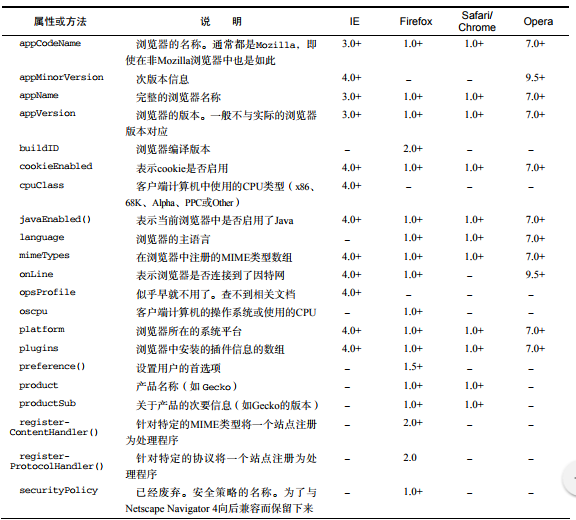 属性或方法 说 明 IE Firefox Safari/ Opera
Chrome
appCodeName 浏览器的名称。通常都是Mozilla，即 3.0+ 1.0+ 1.0+ 7.0+
使在非Mozilla浏览器中也是如此
appMinorVersion 次版本信息 4.0+ – – 9.5+
appName 完整的浏览器名称 3.0+ 1.0+ 1.0+ 7.0+
appVersion 浏览器的版本。一般不与实际的浏览器 3.0+ 1.0+ 1.0+ 7.0+
版本对应
buildID 浏览器编译版本 – 2.0+ – –
cookieEnabled 表示cookie是否启用 4.0+ 1.0+ 1.0+ 7.0+
cpuClass 客户端计算机中使用的CPU类型（x86、 4.0+ – – –
68K、Alpha、PPC或Other）
javaEnabled() 表示当前浏览器中是否启用了Java 4.0+ 1.0+ 1.0+ 7.0+
language 浏览器的主语言 – 1.0+ 1.0+ 7.0+
mimeTypes 在浏览器中注册的MIME类型数组 4.0+ 1.0+ 1.0+ 7.0+
onLine 表示浏览器是否连接到了因特网 4.0+ 1.0+ – 9.5+
opsProfile 似乎早就不用了。查不到相关文档 4.0+ – – –
oscpu 客户端计算机的操作系统或使用的CPU – 1.0+ – –
platform 浏览器所在的系统平台 4.0+ 1.0+ 1.0+ 7.0+
plugins 浏览器中安装的插件信息的数组 4.0+ 1.0+ 1.0+ 7.0+
preference() 设置用户的首选项 – 1.5+ – –
product 产品名称（如 Gecko） – 1.0+ 1.0+ –
productSub 关于产品的次要信息（如Gecko的版本） – 1.0+ 1.0+ –
register- 针对特定的MIME类型将一个站点注册 – 2.0+ – –
ContentHandler() 为处理程序
register- 针对特定的协议将一个站点注册为处 – 2.0 – –
ProtocolHandler() 理程序
securityPolicy 已经废弃。安全策略的名称。为了与 – 1.0+ – –
Netscape Navigator 4向后兼容而保留下来